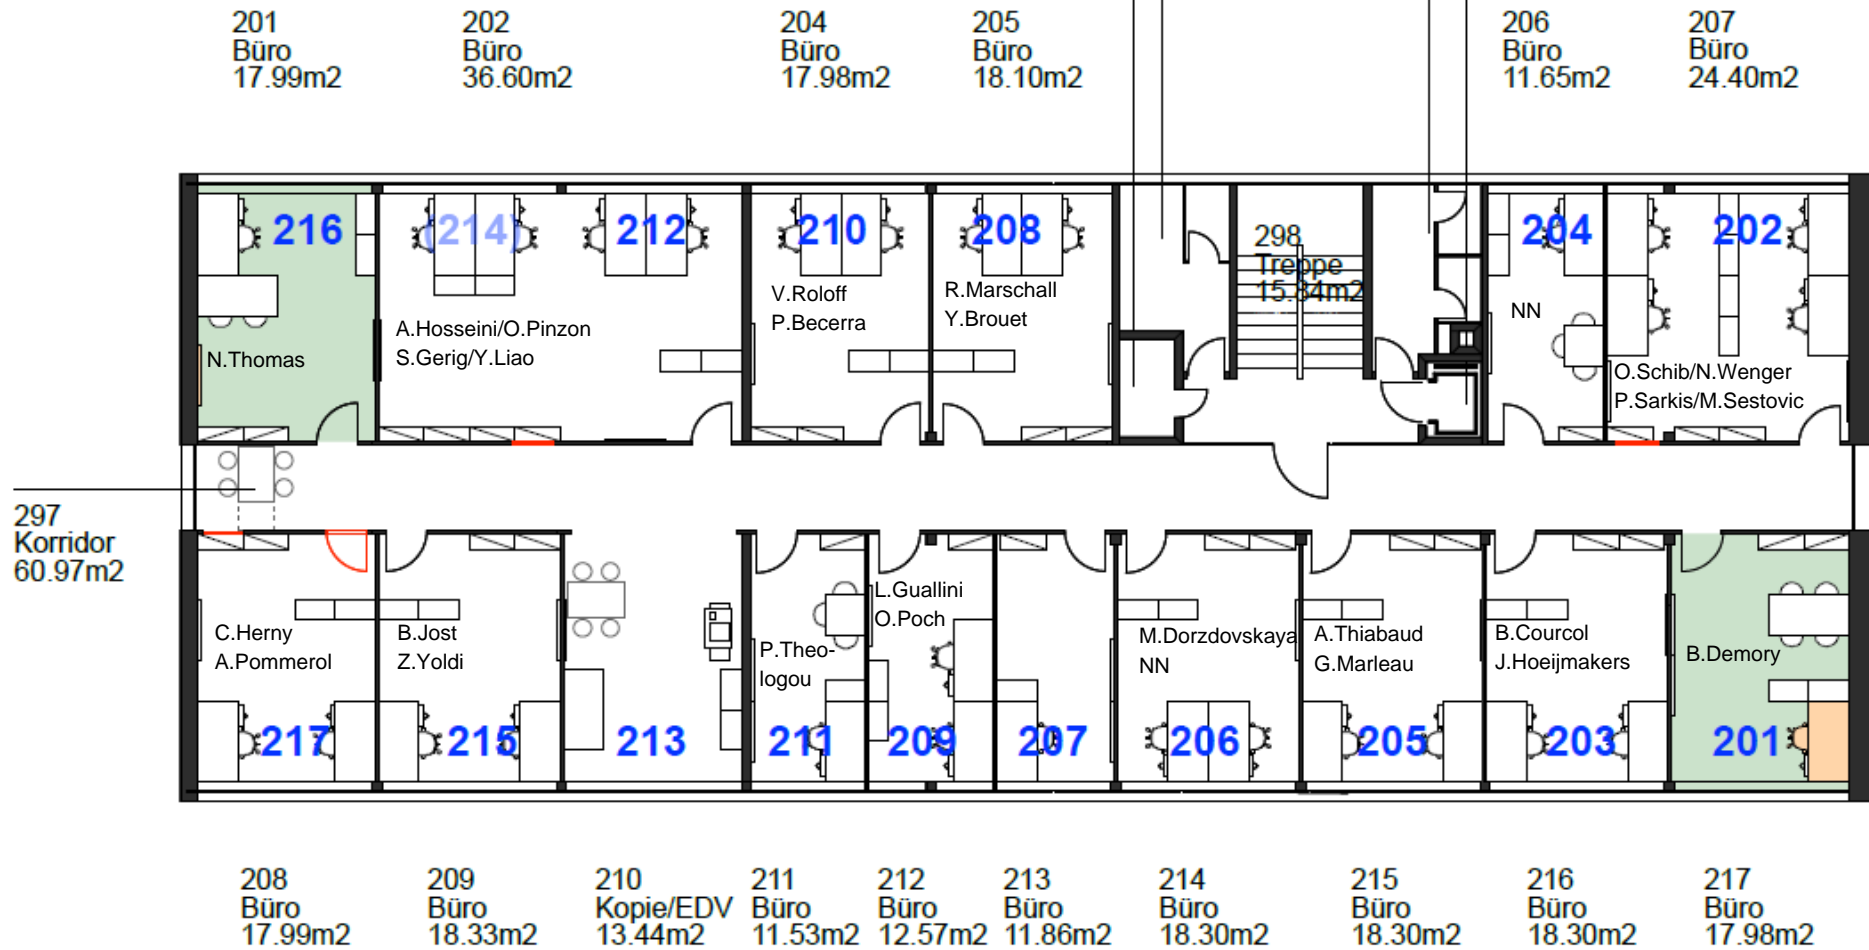 201
Büro
17.99m2
202
Büro
36.60m2
204
Büro
17.98m2
205
Büro
18.10m2
206
Büro
11.65m2
207
Büro
24.40m2
216
(214)
212
210
208
298
Treppe
15.84m2
204
202
N.Thomas
A.Hosseini/O.Pinzon
S.Gerig/Y.Liao
V.Roloff
P.Becerra
R.Marschall
Y.Brouet
NN
O.Schib/N.Wenger
P.Sarkis/M.Sestovic
297
Korridor
60.97m2
C.Herny
A.Pommerol
B.Jost
Z.Yoldi
P.Theo-
logou
L.Guallini
O.Poch
M.Dorzdovskaya
NN
A.Thiabaud
G.Marleau
B.Courcol
J.Hoeijmakers
B.Demory
217
215
213
211
209
207
206
205
203
201
208
Büro
17.99m2
209
Büro
18.33m2
210
Kopie/EDV
13.44m2
211
Büro
11.53m2
212
Büro
12.57m2
213
Büro
11.86m2
214
Büro
18.30m2
215
Büro
18.30m2
216
Büro
18.30m2
217
Büro
17.98m2